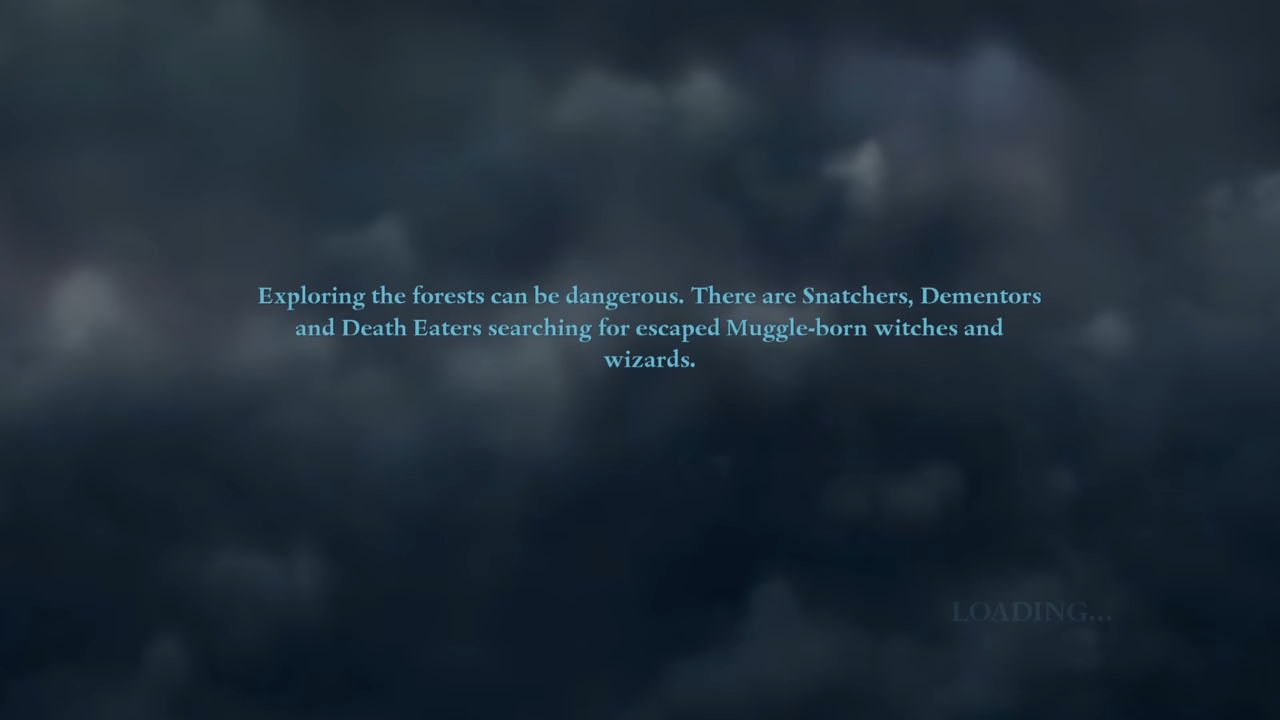 Exploring the forests can be dangerous. There are Snatchers, Dementors
and Death Eaters searching for escaped Muggle-born witches and
wizards.
LOADING...